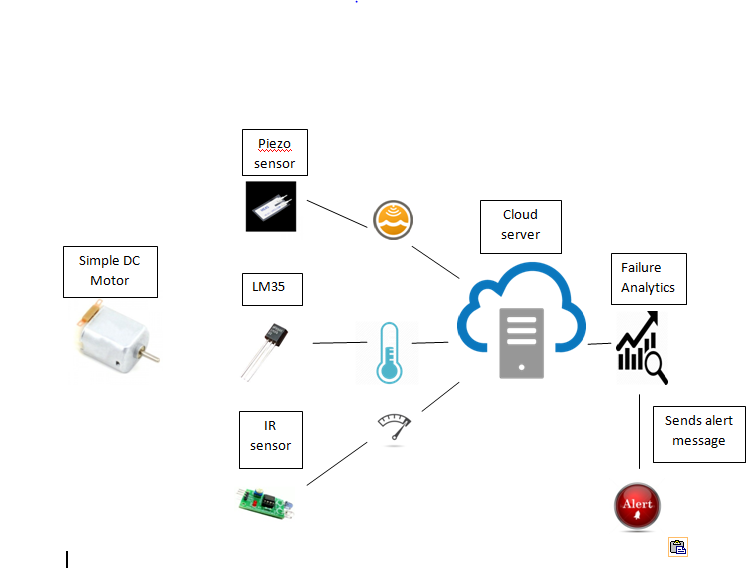 Piezo
sensor
Cloud
server
Simple DC
Motor
LM35
Failure
Analytics
IR
sensor
Sends alert
message
Alert